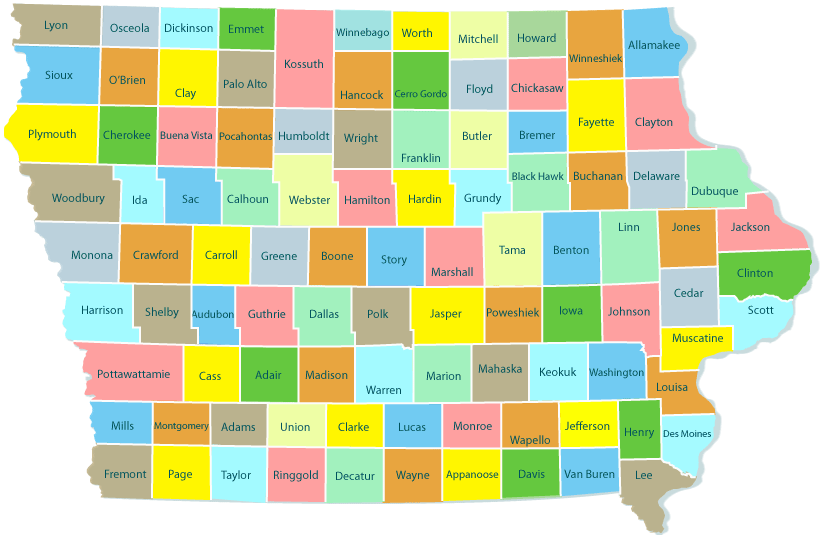 Lyon
Osceola
Dickinson
Emmet
Kossuth
Winnebago
Worth
Mitchell
Howard
Winneshiek
Allamakee
Sioux
O'Brien
Clay
Palo Alto
Hancock
Cerro Gordo
Floyd
Chickasaw
Fayette
Clayton
Plymouth
Cherokee
Buena Vista
Pocahontas
Humboldt
Wright
Franklin
Butler
Bremer
Woodbury
Ida
Sac
Calhoun
Webster
Hamilton
Hardin
Grundy
Black Hawk
Buchanan
Delaware
Dubuque
Monona
Crawford
Carroll
Greene
Boone
Story
Marshall
Tama
Benton
Linn
Jones
Jackson
Clinton
Harrison
Shelby
Audubon
Guthrie
Dallas
Polk
Jasper
Poweshiek
Iowa
Johnson
Cedar
Scott
Muscatine
Pottawattamie
Cass
Adair
Madison
Warren
Marion
Mahaska
Keokuk
Washington
Louisa
Mills
Montgomery
Adams
Union
Clarke
Lucas
Monroe
Wapello
Jefferson
Henry
Des Moines
Fremont
Page
Taylor
Ringgold
Decatur
Wayne
Appanoose
Davis
Van Buren
Lee